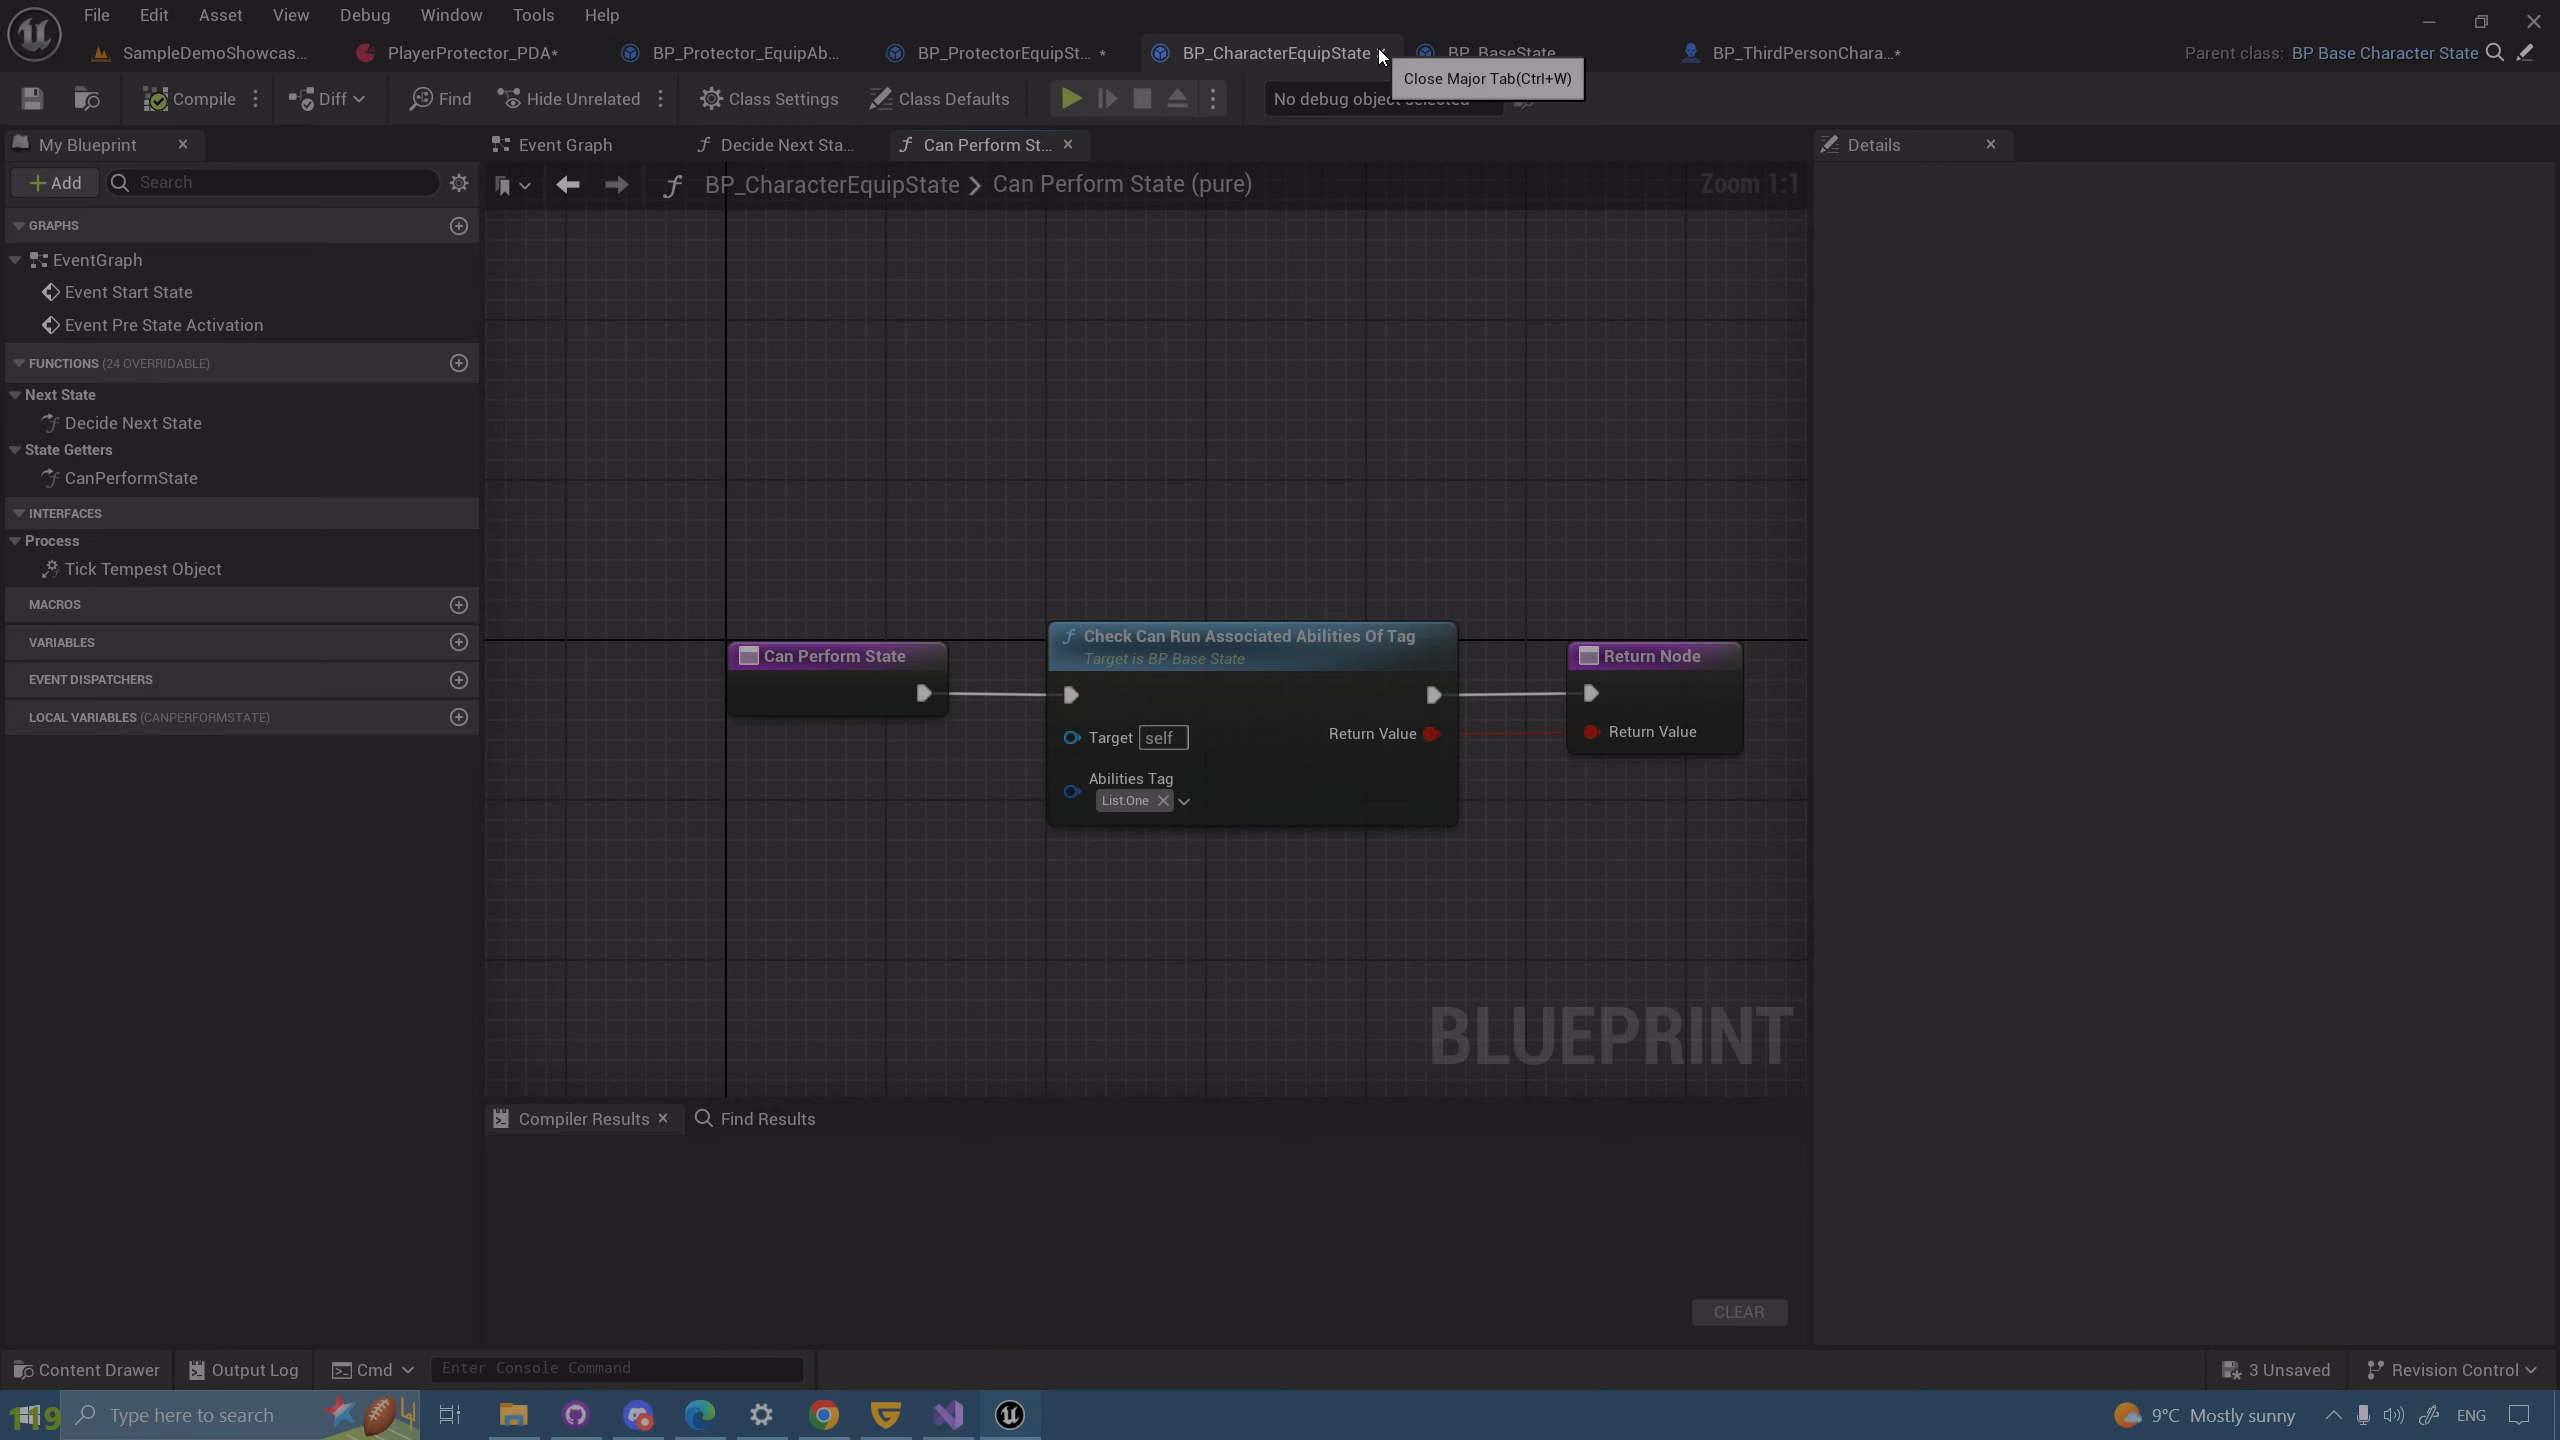 File Edit Asset View Debug Window Tools Help
SampleDemoShowcas... PlayerProtector_PDA* BP_Protector_EquipAb... BP_ProtectorEquipSt... * BP_CharacterEquipState BP_BaseState BP_ThirdPersonChara...* Parent class: BP Base Character State
Close Major Tab(Ctrl+W)
Compile Diff Find Hide Unrelated Class Settings Class Defaults No debug object selected
My Blueprint Event Graph Decide Next Sta... Can Perform St... Details
Add Search
BP_CharacterEquipState > Can Perform State (pure) Zoom 1:1
GRAPHS
EventGraph
Event Start State
Event Pre State Activation
FUNCTIONS (24 OVERRIDABLE)
Next State
Decide Next State
State Getters
CanPerformState
INTERFACES
Process
Tick Tempest Object
MACROS
VARIABLES
EVENT DISPATCHERS
LOCAL VARIABLES (CANPERFORMSTATE)
Can Perform State
Check Can Run Associated Abilities Of Tag
Target is BP Base State
Target self
Return Value
Abilities Tag
List.One
Return Node
Return Value
BLUEPRINT
Compiler Results Find Results
CLEAR
Content Drawer Output Log Cmd Enter Console Command 3 Unsaved Revision Control
119 Type here to search 9°C Mostly sunny ENG